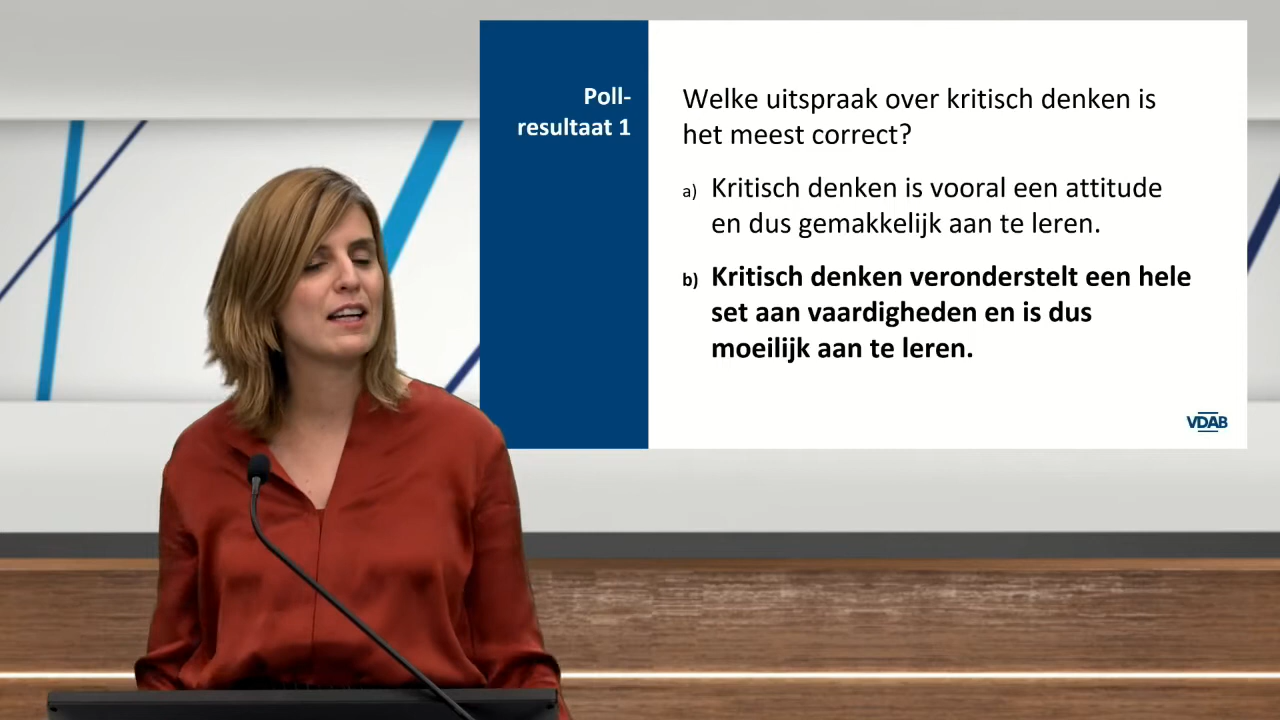 Poll-
resultaat 1
Welke uitspraak over kritisch denken is
het meest correct?
a) Kritisch denken is vooral een attitude
en dus gemakkelijk aan te leren.
b) Kritisch denken veronderstelt een hele
set aan vaardigheden en is dus
moeilijk aan te leren.
VDAB